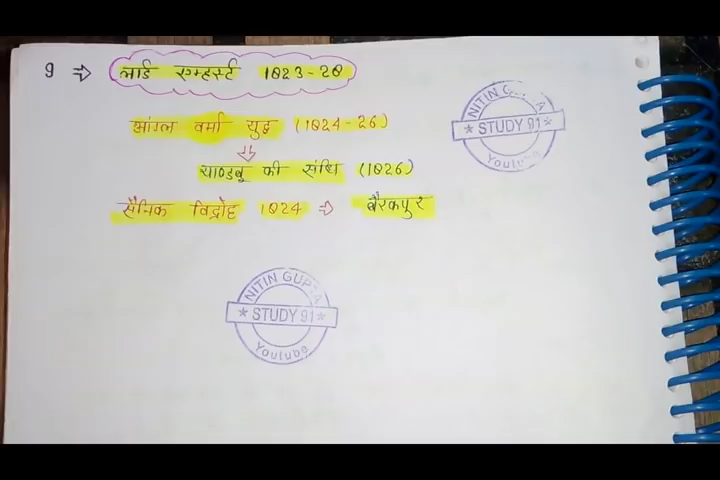 9 ⇒ लार्ड एम्हर्स्ट 1823-28
आंग्ल वर्मा युद्ध (1824-26)
⇓
याण्डबू की संधि (1826)
सैनिक विद्रोह 1824 ⇒ बैरकपुर
NITIN GUPTA
* STUDY 91 *
Youtube
NITIN GUPTA
* STUDY 91 *
Youtube